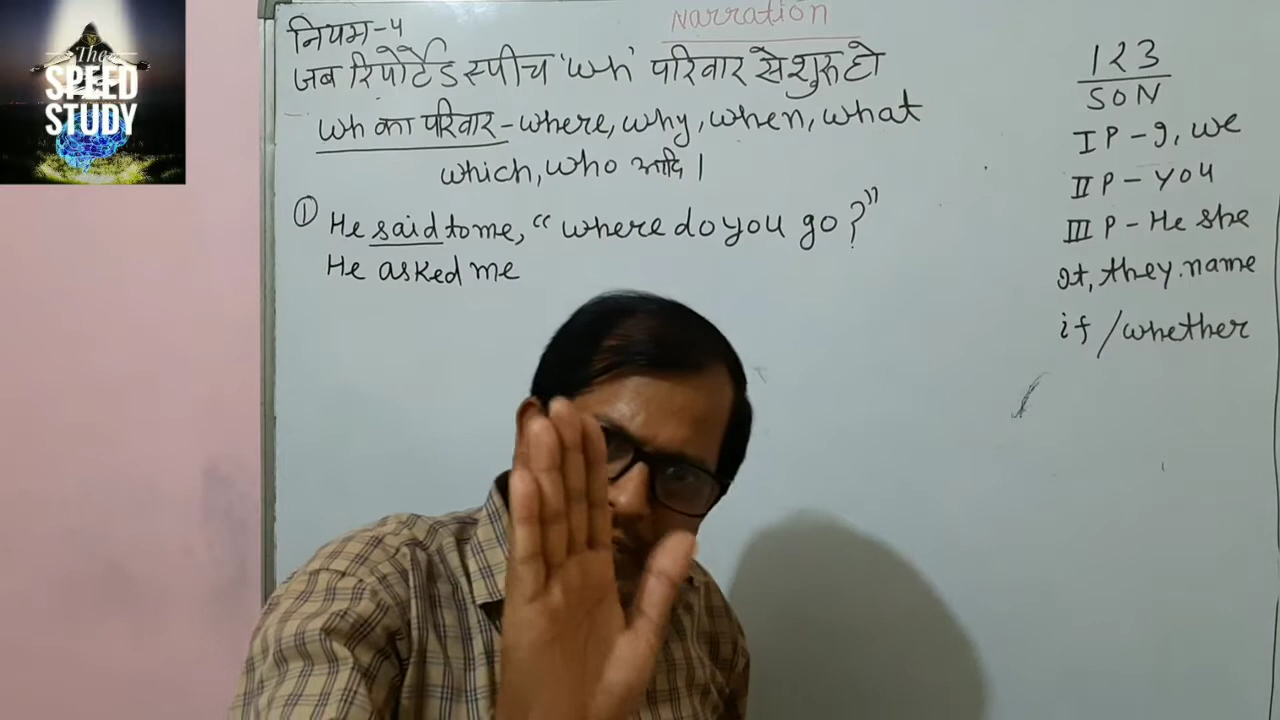 The
SPEED
STUDY
Narration
नियम-4
जब रिपोर्टेड स्पीच 'wh' परिवार से शुरू हो
wh का परिवार - where, why, when, what
which, who आदि ।
① He said to me, “ where do you go ? ”
He asked me
123
SON
I P - I, we
II P - you
III P - He she
It, they. name
if / whether